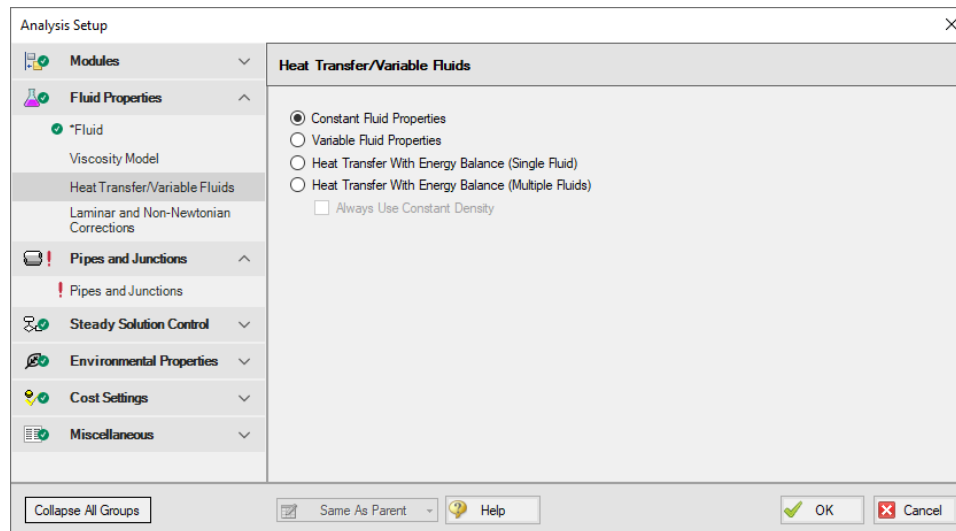 Analysis Setup
Modules
Fluid Properties
*Fluid
Viscosity Model
Heat Transfer/Variable Fluids
Laminar and Non-Newtonian
Corrections
Pipes and Junctions
Pipes and Junctions
Steady Solution Control
Environmental Properties
Cost Settings
Miscellaneous
Heat Transfer/Variable Fluids
Constant Fluid Properties
Variable Fluid Properties
Heat Transfer With Energy Balance (Single Fluid)
Heat Transfer With Energy Balance (Multiple Fluids)
Always Use Constant Density
Collapse All Groups
Same As Parent
Help
OK
Cancel